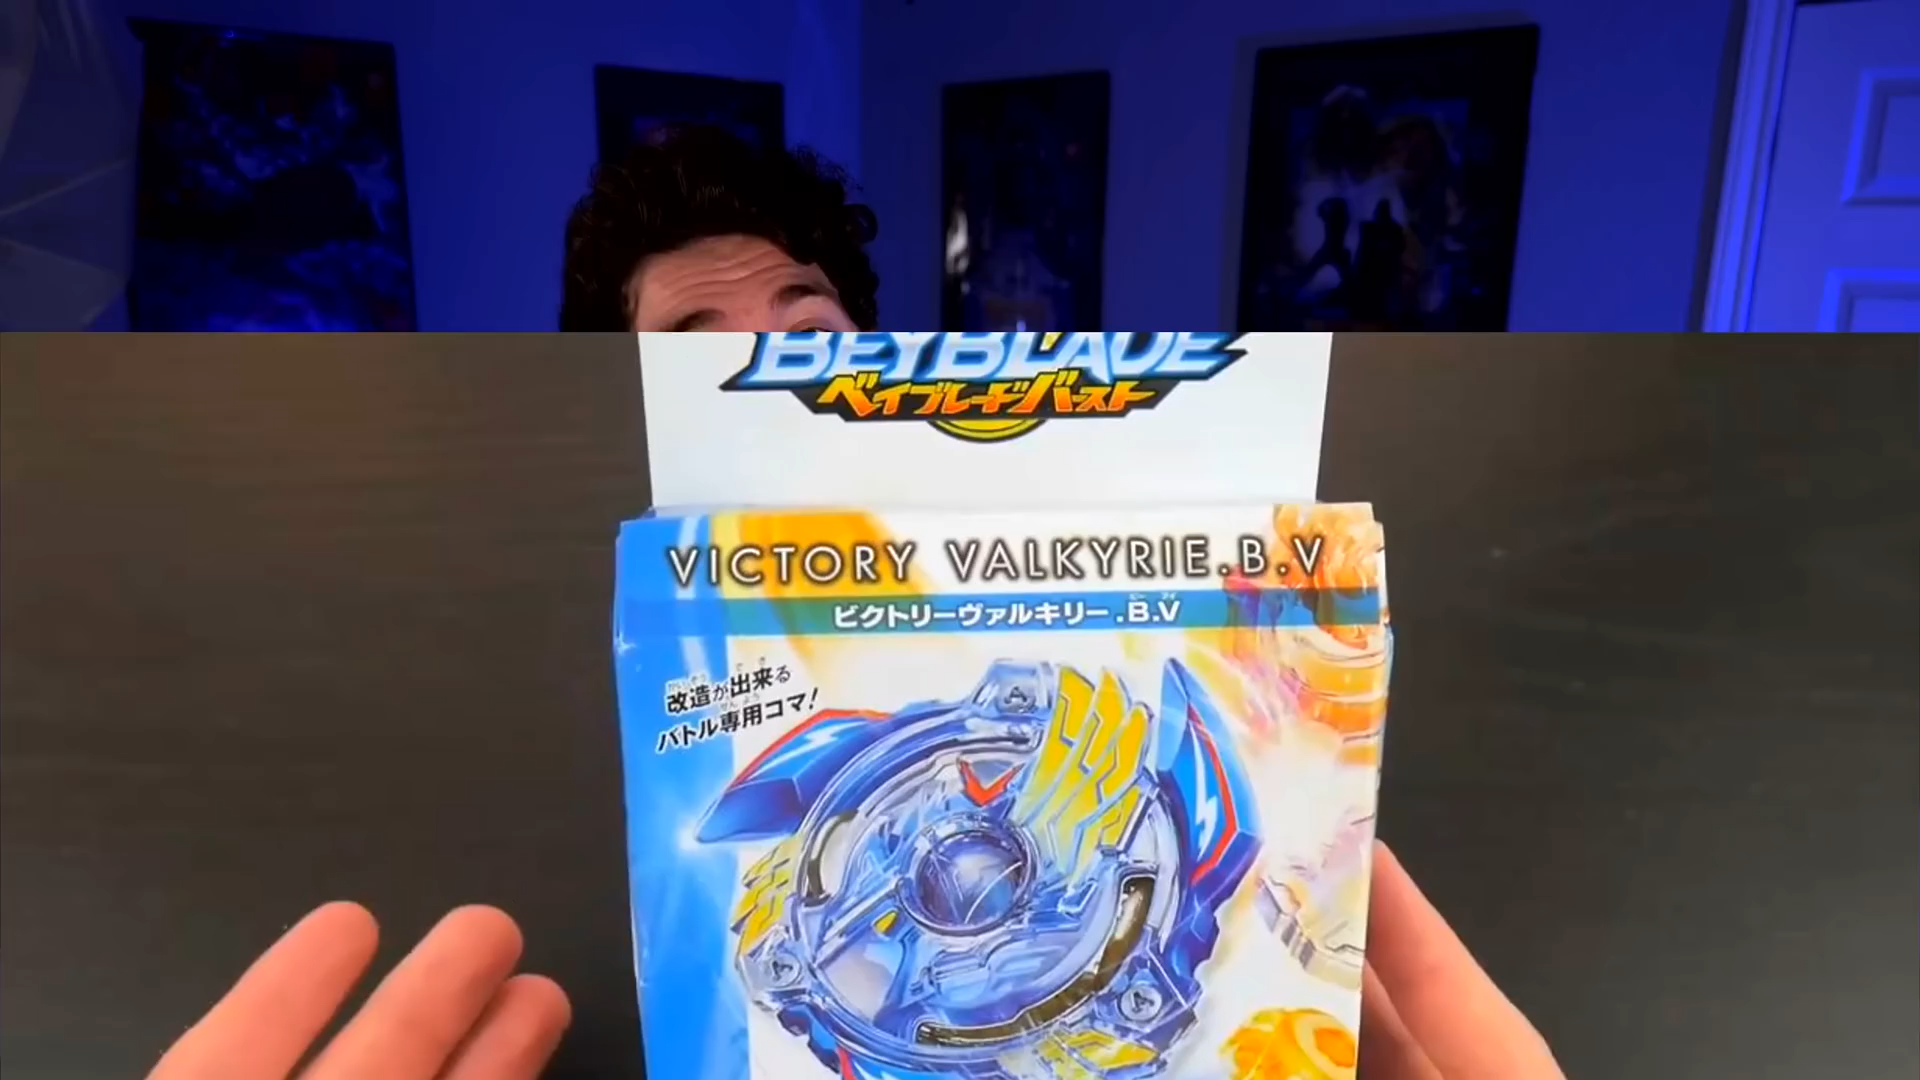 BEYBLADE
ベイブレードバースト
VICTORY VALKYRIE.B.V
ビクトリーヴァルキリー.B.V
改造が出来る
バトル専用コマ!